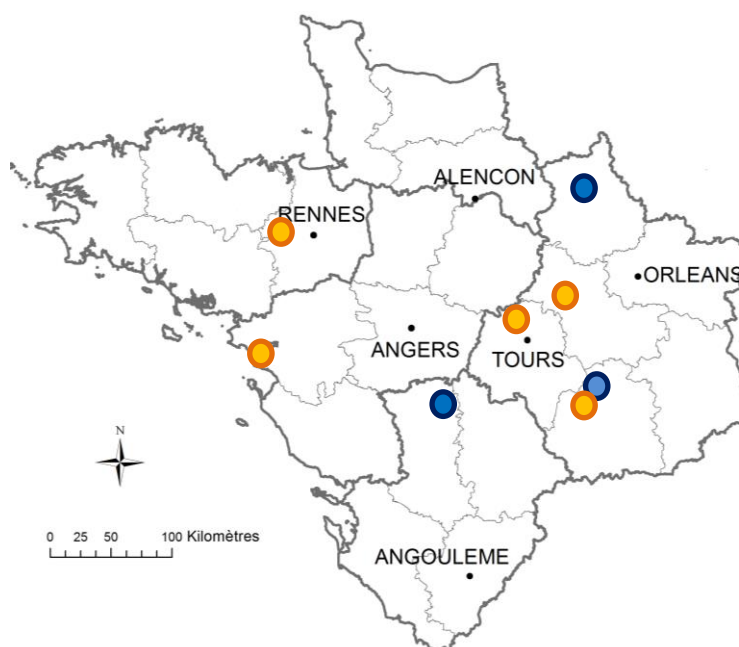 ALENCON
RENNES
ORLEANS
ANGERS
TOURS
N
0 25 50 100 Kilomètres
ANGOULEME